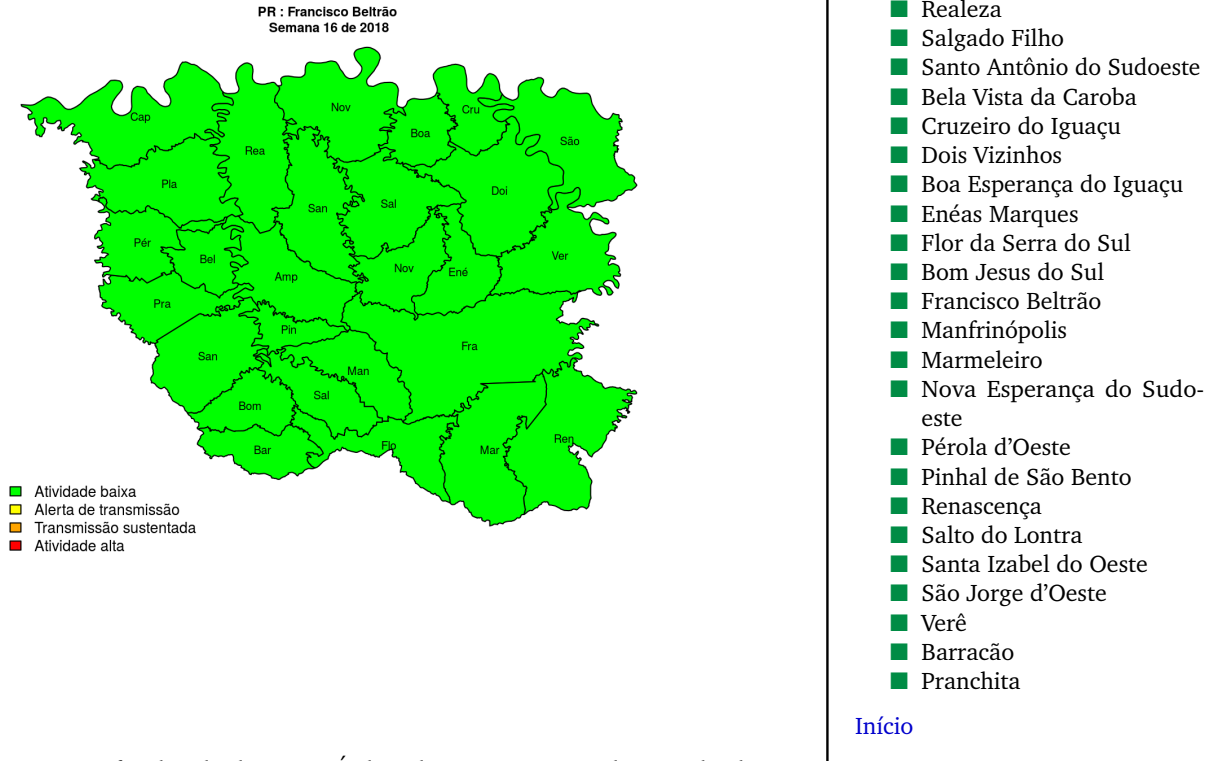 PR : Francisco Beltrão
Semana 16 de 2018
Cap
Nov
Boa
Cru
São
Rea
Pla
San
Sal
Doi
Pér
Bel
Amp
Nov
Ené
Ver
Pra
Pin
San
Man
Fra
Bom
Sal
Bar
Flo
Mar
Ren
Atividade baixa
Alerta de transmissão
Transmissão sustentada
Atividade alta
Realeza
Salgado Filho
Santo Antônio do Sudoeste
Bela Vista da Caroba
Cruzeiro do Iguaçu
Dois Vizinhos
Boa Esperança do Iguaçu
Enéas Marques
Flor da Serra do Sul
Bom Jesus do Sul
Francisco Beltrão
Manfrinópolis
Marmeleiro
Nova Esperança do Sudo-
este
Pérola d'Oeste
Pinhal de São Bento
Renascença
Salto do Lontra
Santa Izabel do Oeste
São Jorge d'Oeste
Verê
Barracão
Pranchita
Início